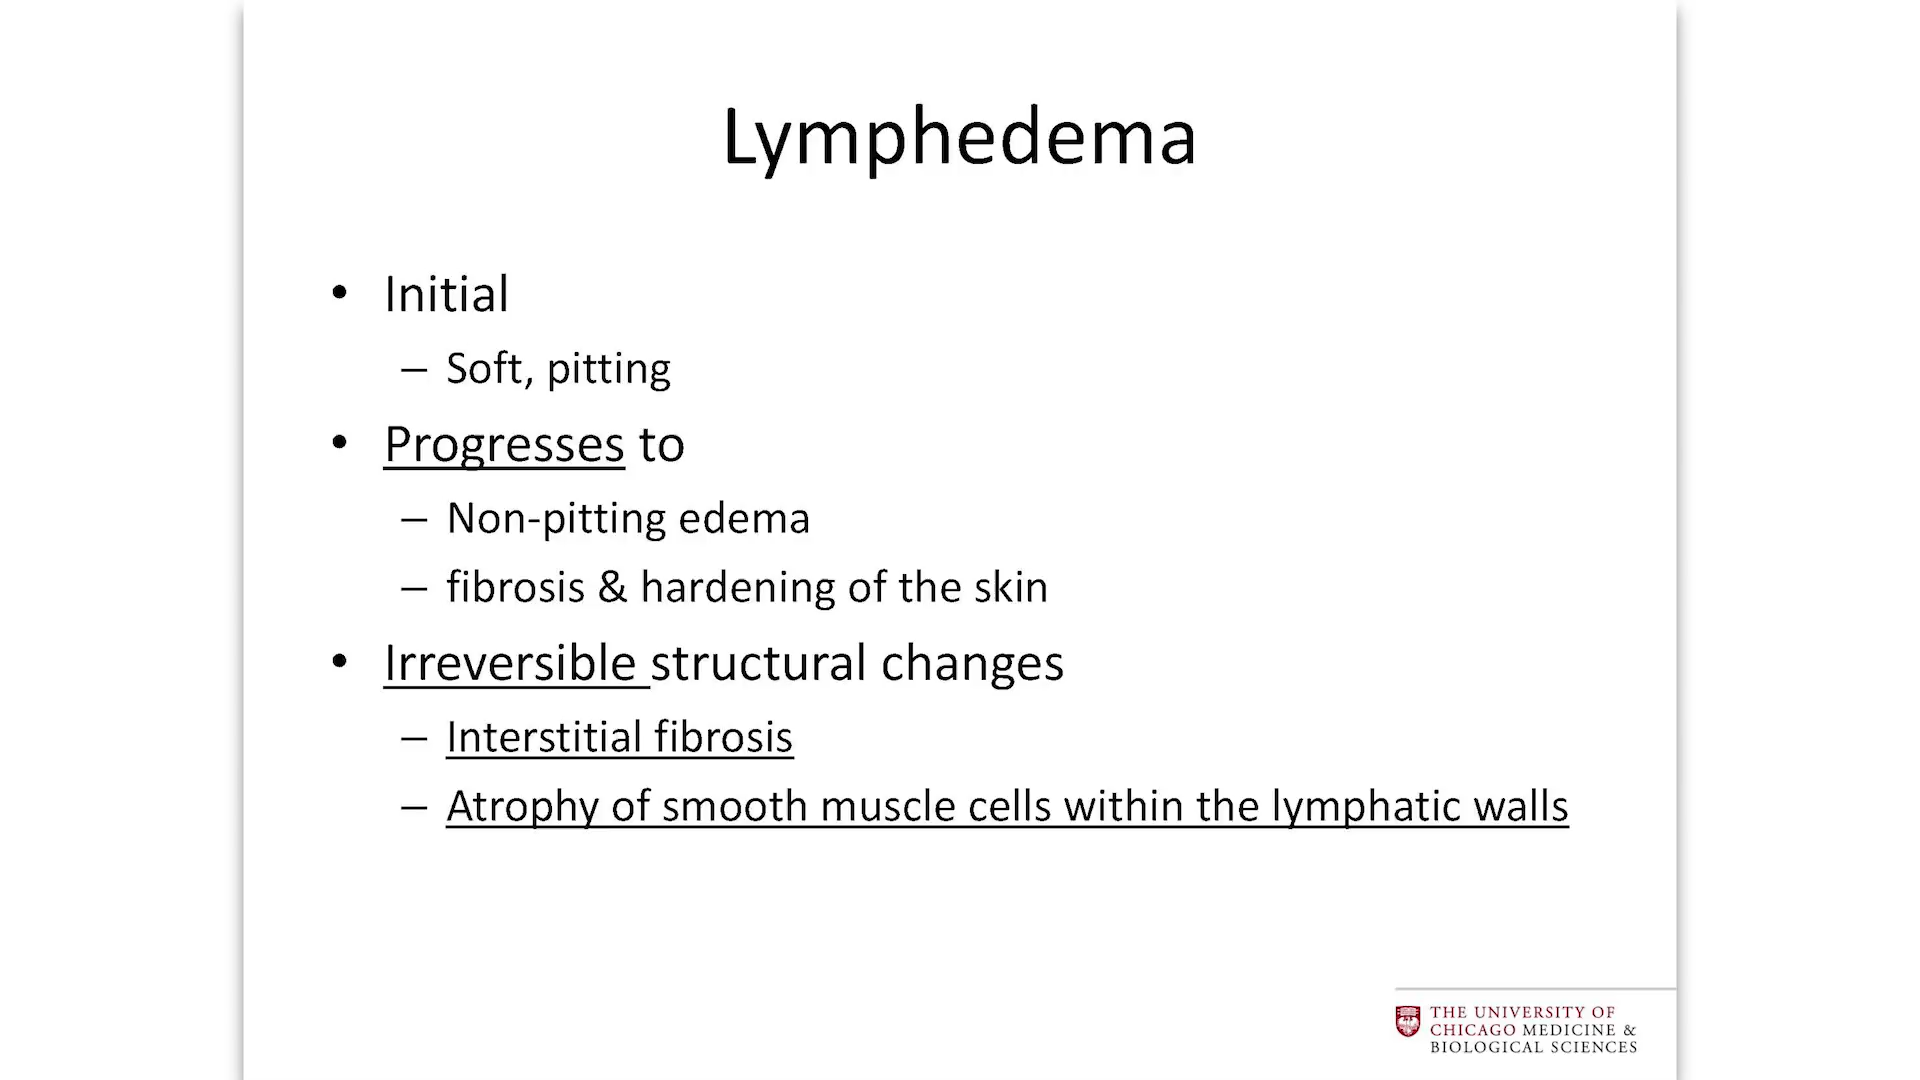 Lymphedema
• Initial
– Soft, pitting
• Progresses to
– Non-pitting edema
– fibrosis & hardening of the skin
• Irreversible structural changes
– Interstitial fibrosis
– Atrophy of smooth muscle cells within the lymphatic walls
THE UNIVERSITY OF
CHICAGO MEDICINE &
BIOLOGICAL SCIENCES